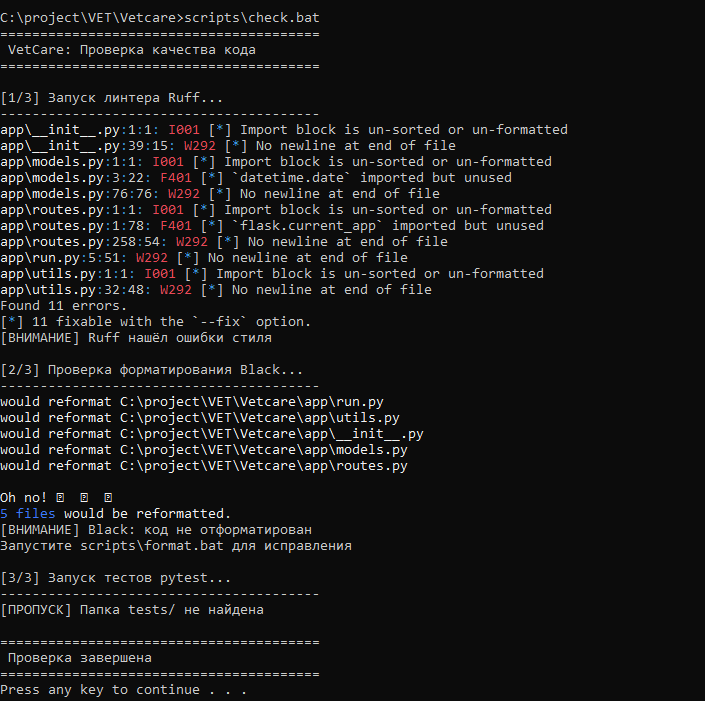 C:\project\VET\Vetcare>scripts\check.bat
========================================
VetCare: Проверка качества кода
========================================
[1/3] Запуск линтера Ruff...
----------------------------------------
app\__init__.py:1:1: I001 [*] Import block is un-sorted or un-formatted
app\__init__.py:39:15: W292 [*] No newline at end of file
app\models.py:1:1: I001 [*] Import block is un-sorted or un-formatted
app\models.py:3:22: F401 [*] `datetime.date` imported but unused
app\models.py:76:76: W292 [*] No newline at end of file
app\routes.py:1:1: I001 [*] Import block is un-sorted or un-formatted
app\routes.py:1:78: F401 [*] `flask.current_app` imported but unused
app\routes.py:258:54: W292 [*] No newline at end of file
app\run.py:5:51: W292 [*] No newline at end of file
app\utils.py:1:1: I001 [*] Import block is un-sorted or un-formatted
app\utils.py:32:48: W292 [*] No newline at end of file
Found 11 errors.
[*] 11 fixable with the `--fix` option.
[ВНИМАНИЕ] Ruff нашёл ошибки стиля
[2/3] Проверка форматирования Black...
----------------------------------------
would reformat C:\project\VET\Vetcare\app\run.py
would reformat C:\project\VET\Vetcare\app\utils.py
would reformat C:\project\VET\Vetcare\app\__init__.py
would reformat C:\project\VET\Vetcare\app\models.py
would reformat C:\project\VET\Vetcare\app\routes.py
Oh no!
5 files would be reformatted.
[ВНИМАНИЕ] Black: код не отформатирован
Запустите scripts\format.bat для исправления
[3/3] Запуск тестов pytest...
----------------------------------------
[ПРОПУСК] Папка tests/ не найдена
========================================
Проверка завершена
========================================
Press any key to continue . . .